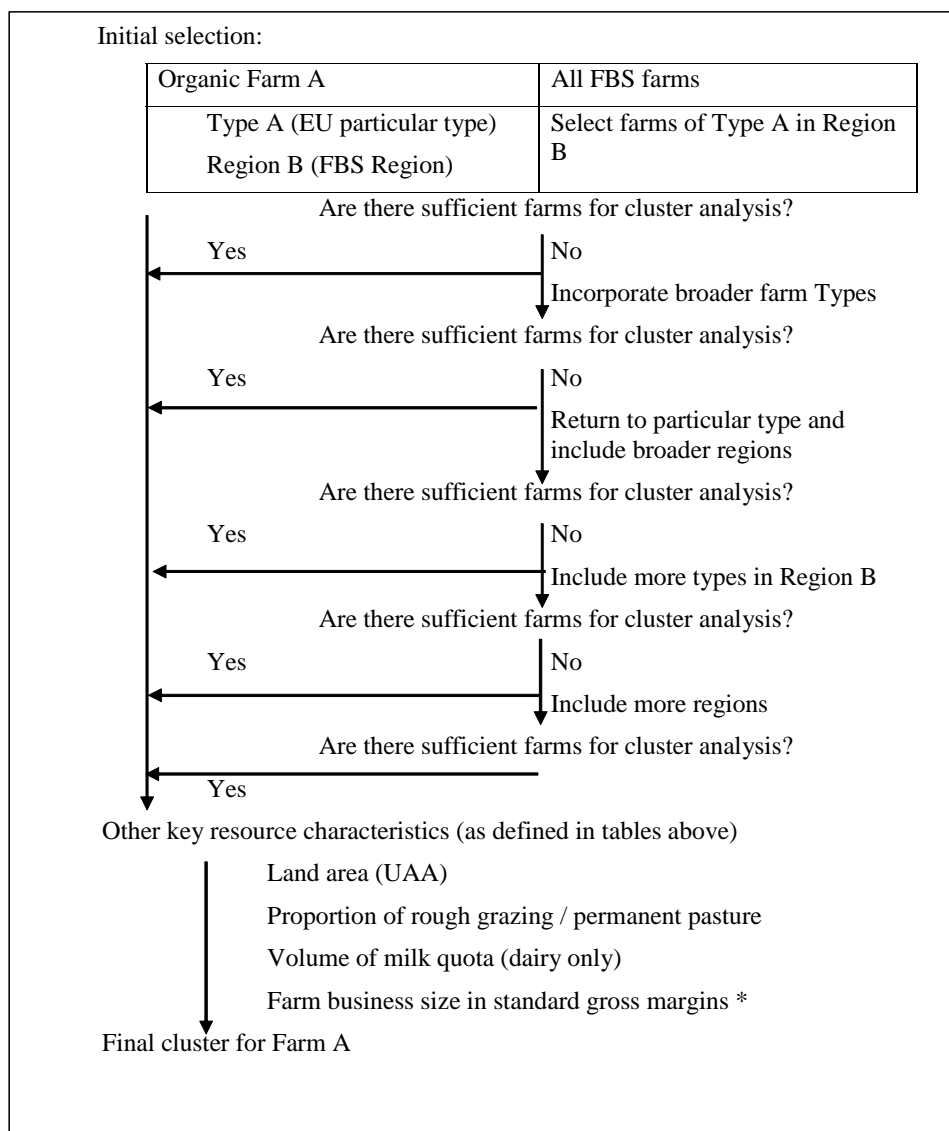 Initial selection:
Organic Farm A
All FBS farms
Type A (EU particular type)
Region B (FBS Region)
Select farms of Type A in Region
B
Are there sufficient farms for cluster analysis?
Yes
No
Incorporate broader farm Types
Are there sufficient farms for cluster analysis?
Yes
No
Return to particular type and
include broader regions
Are there sufficient farms for cluster analysis?
Yes
No
Include more types in Region B
Are there sufficient farms for cluster analysis?
Yes
No
Include more regions
Are there sufficient farms for cluster analysis?
Yes
Other key resource characteristics (as defined in tables above)
Land area (UAA)
Proportion of rough grazing / permanent pasture
Volume of milk quota (dairy only)
Farm business size in standard gross margins *
Final cluster for Farm A